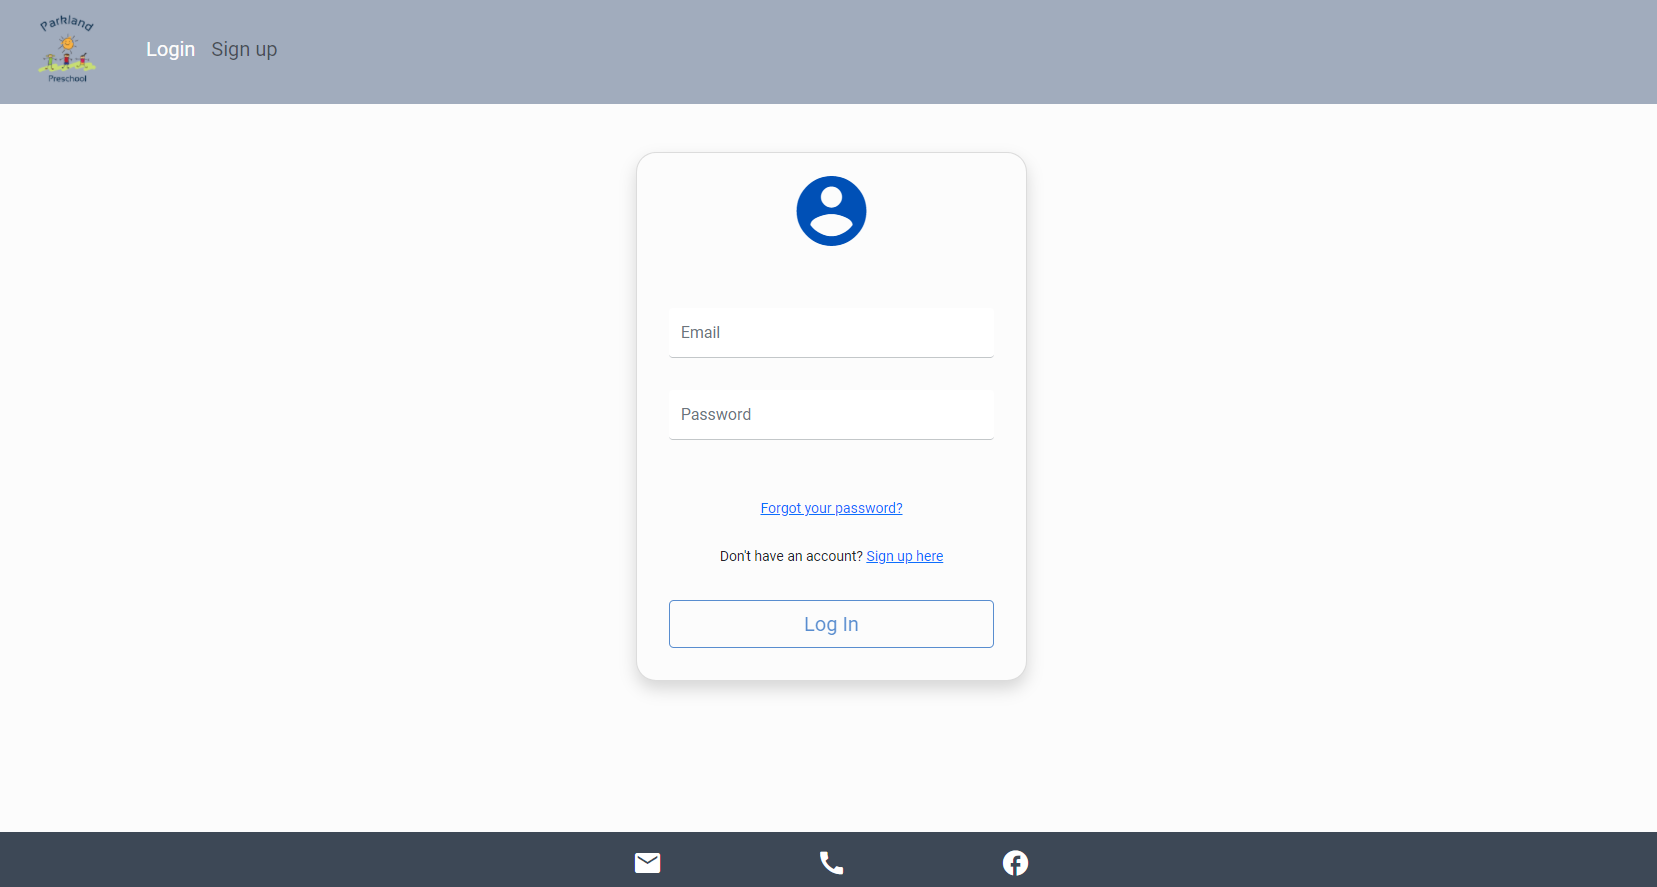 Parkland
Preschool
Login Sign up
Email
Password
Forgot your password?
Don't have an account? Sign up here
Log In